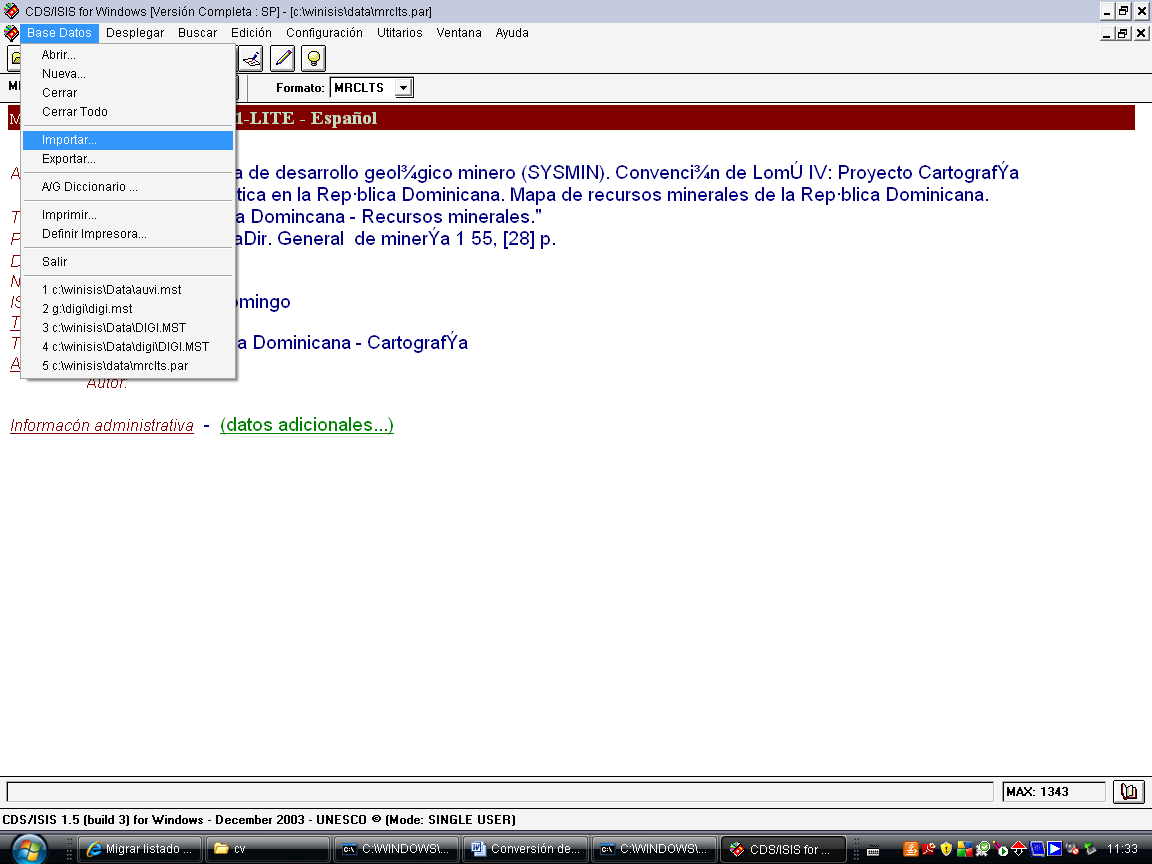 CDS/ISIS for Windows [Versión Completa : SP] - [c:\winisis\data\mrclts.par]
Base Datos Desplegar Buscar Edición Configuración Utilitarios Ventana Ayuda
Abrir...
Nueva...
Cerrar
Cerrar Todo
Importar...
Exportar...
A/G Diccionario ...
Imprimir...
Definir Impresora...
Salir
1 c:\winisis\Data\auvi.mst
2 g:\digi\digi.mst
3 c:\winisis\Data\DIGI.MST
4 c:\winisis\Data\digi\DIGI.MST
5 c:\winisis\data\mrclts.par
Formato: MRCLTS
1-LITE - Español
a de desarrollo geol¾gico minero (SYSMIN). Convenci¾n de LomÚ IV: Proyecto CartografÝa
tica en la Rep·blica Dominicana. Mapa de recursos minerales de la Rep·blica Dominicana.
a Domincana - Recursos minerales."
aDir. General de minerÝa 1 55, [28] p.
omingo
a Dominicana - CartografÝa
Autor:
Informacón administrativa - (datos adicionales...)
MAX: 1343
CDS/ISIS 1.5 (build 3) for Windows - December 2003 - UNESCO © (Mode: SINGLE USER)
Migrar listado ... cv C:\WINDOWS\... Conversión de... C:\WINDOWS\... CDS/ISIS for ... 11:33